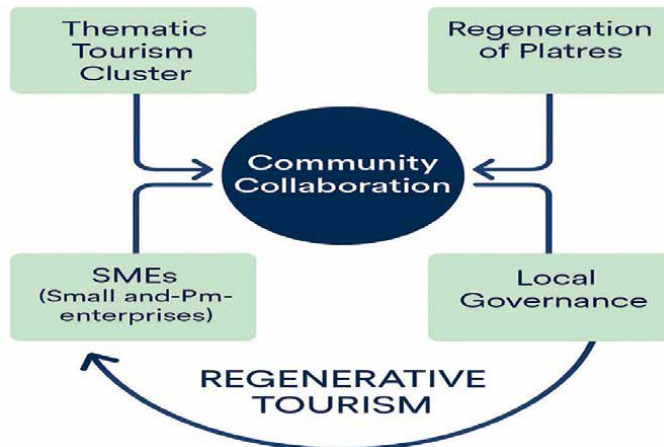 Thematic
Tourism
Cluster
Regeneration
of Platres
Community
Collaboration
SMEs
(Small and-Pm-
enterprises)
Local
Governance
REGENERATIVE
TOURISM